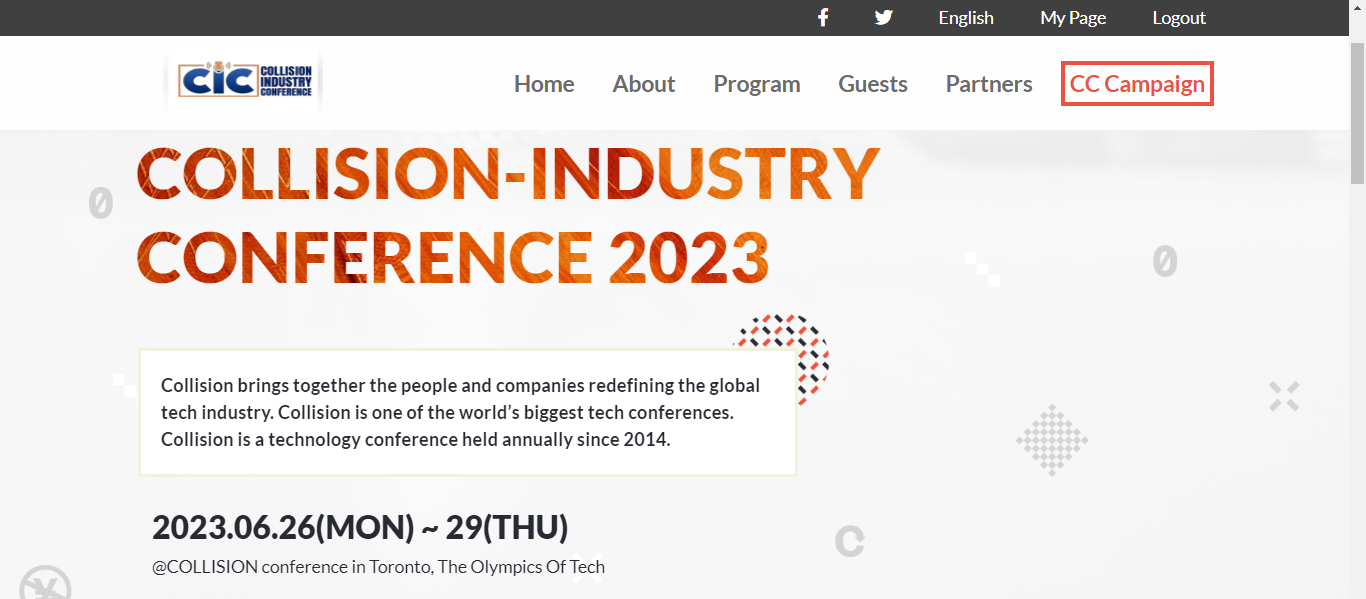 English
My Page
Logout
CIC COLLISION
INDUSTRY
CONFERENCE
Home
About
Program
Guests
Partners
CC Campaign
COLLISION-INDUSTRY
CONFERENCE 2023
Collision brings together the people and companies redefining the global
tech industry. Collision is one of the world’s biggest tech conferences.
Collision is a technology conference held annually since 2014.
2023.06.26(MON) ~ 29(THU)
@COLLISION conference in Toronto, The Olympics Of Tech